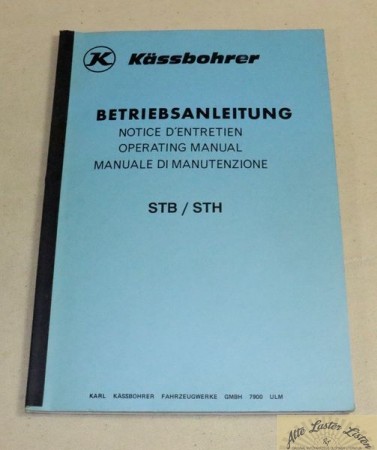 K Kässbohrer
BETRIEBSANLEITUNG
NOTICE D'ENTRETIEN
OPERATING MANUAL
MANUALE DI MANUTENZIONE
STB / STH
KARL KÄSSBOHRER FAHRZEUGWERKE GMBH 7900 ULM
Alte Laster Listen